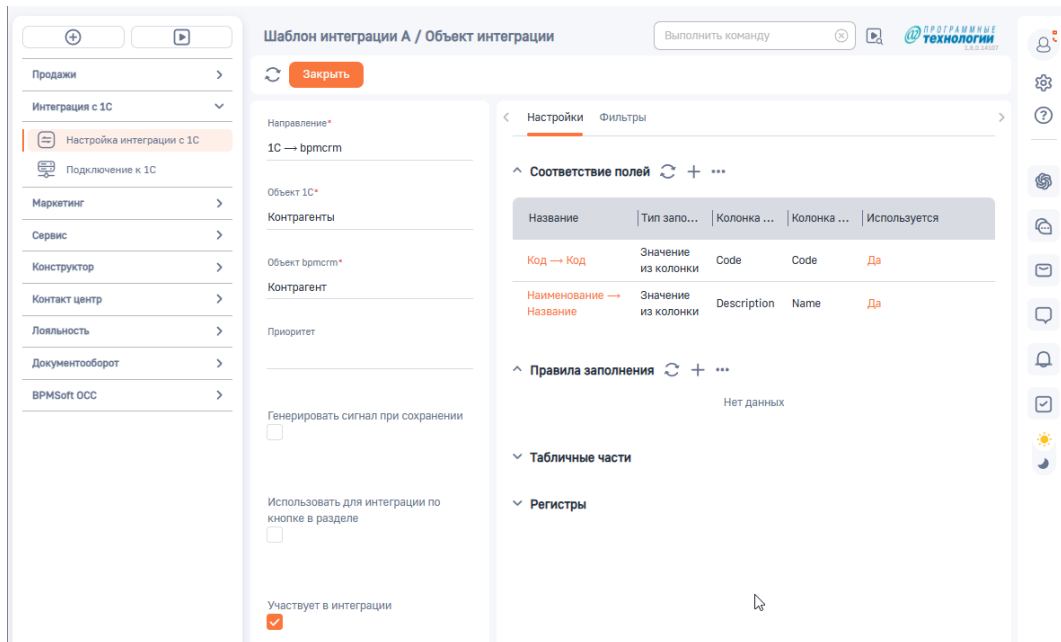 Шаблон интеграции А / Объект интеграции
Выполнить команду
ПРОГРАММНЫЕ
ТЕХНОЛОГИИ
1.8.0.14107
Продажи
Интеграция с 1С
Настройка интеграции с 1С
Подключение к 1С
Маркетинг
Сервис
Конструктор
Контакт центр
Лояльность
Документооборот
BPMSoft OCC
Закрыть
Направление*
1С → bpmcrm
Объект 1С*
Контрагенты
Объект bpmcrm*
Контрагент
Приоритет
Генерировать сигнал при сохранении
Использовать для интеграции по
кнопке в разделе
Участвует в интеграции
Настройки Фильтры
Соответствие полей
Название Тип запо... Колонка ... Колонка ... Используется
Код → Код Значение из колонки Code Code Да
Наименование → Название Значение из колонки Description Name Да
Правила заполнения
Нет данных
Табличные части
Регистры